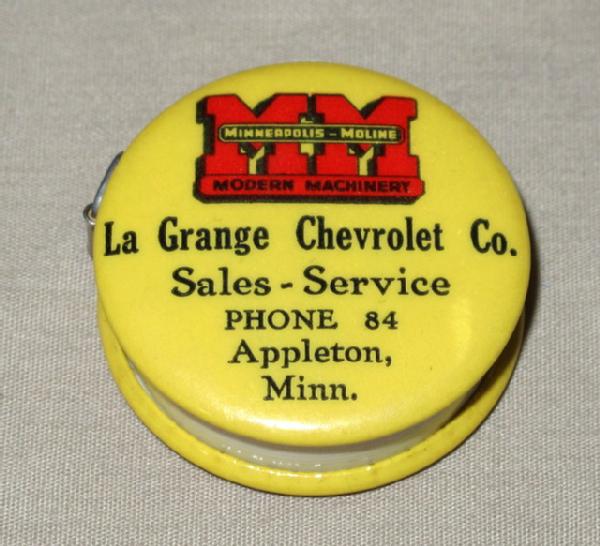 MM
MINNEAPOLIS - MOLINE
MODERN MACHINERY
La Grange Chevrolet Co.
Sales - Service
PHONE 84
Appleton,
Minn.